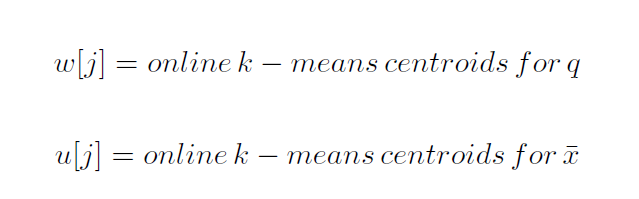 w[j] = online k − means centroids for q
u[j] = online k − means centroids for x̄